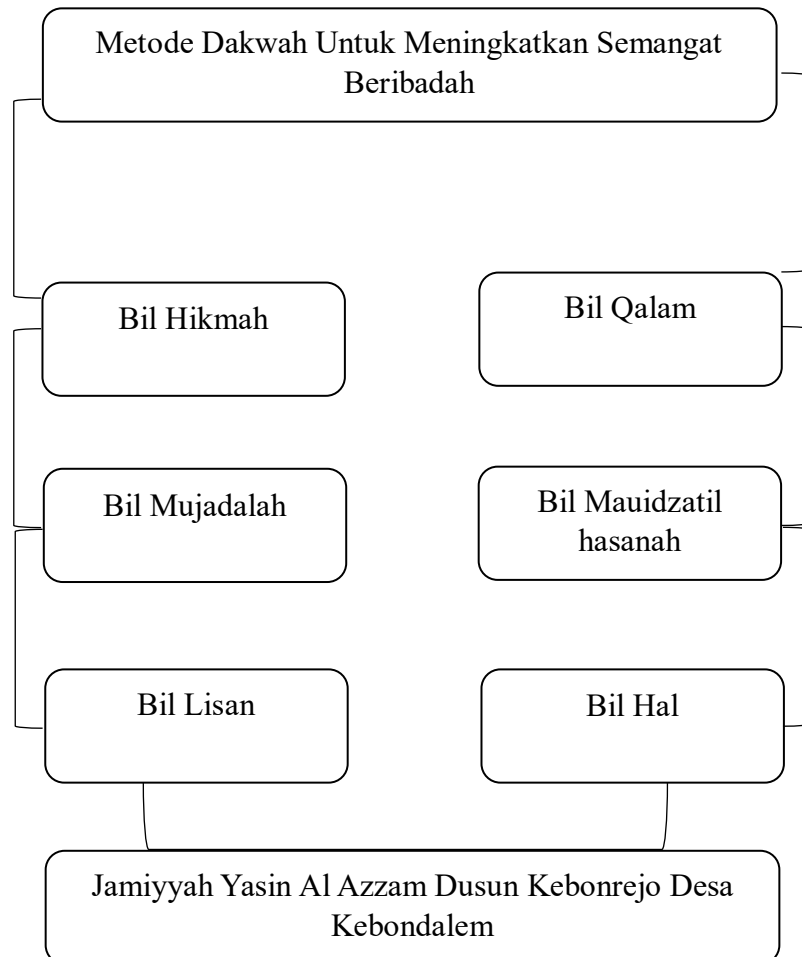 Metode Dakwah Untuk Meningkatkan Semangat
Beribadah
Bil Hikmah
Bil Qalam
Bil Mujadalah
Bil Mauidzatil
hasanah
Bil Lisan
Bil Hal
Jamiyyah Yasin Al Azzam Dusun Kebonrejo Desa
Kebondalem